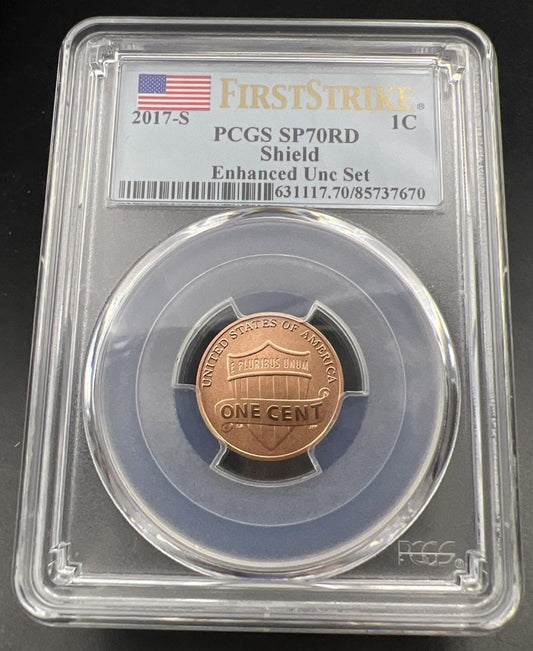 FIRSTSTRIKE®
2017-S 1C
PCGS SP70RD
Shield
Enhanced Unc Set
631117.70/85737670
UNITED STATES OF AMERICA
E PLURIBUS UNUM
ONE CENT
PCGS®